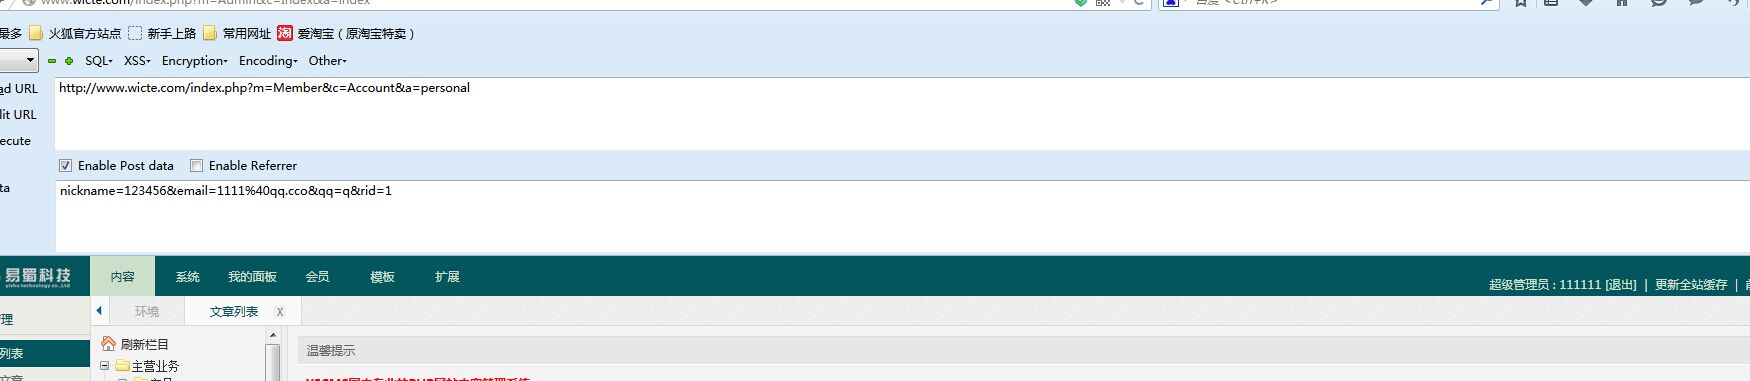 www.wicte.com/index.php?m=Admin&c=Index&a=index
百度 <Ctrl+K>
最多 火狐官方站点 新手上路 常用网址 淘 爱淘宝（原淘宝特卖）
SQL XSS Encryption Encoding Other
ad URL
http://www.wicte.com/index.php?m=Member&c=Account&a=personal
lit URL
ecute
Enable Post data Enable Referrer
ta
nickname=123456&email=1111%40qq.cco&qq=q&rid=1
易蜀科技
yishu technology co.,Ltd
内容 系统 我的面板 会员 模板 扩展
超级管理员 : 111111 [退出] | 更新全站缓存 |
环境 文章列表 X
理
刷新栏目
温馨提示
列表
主营业务
文章